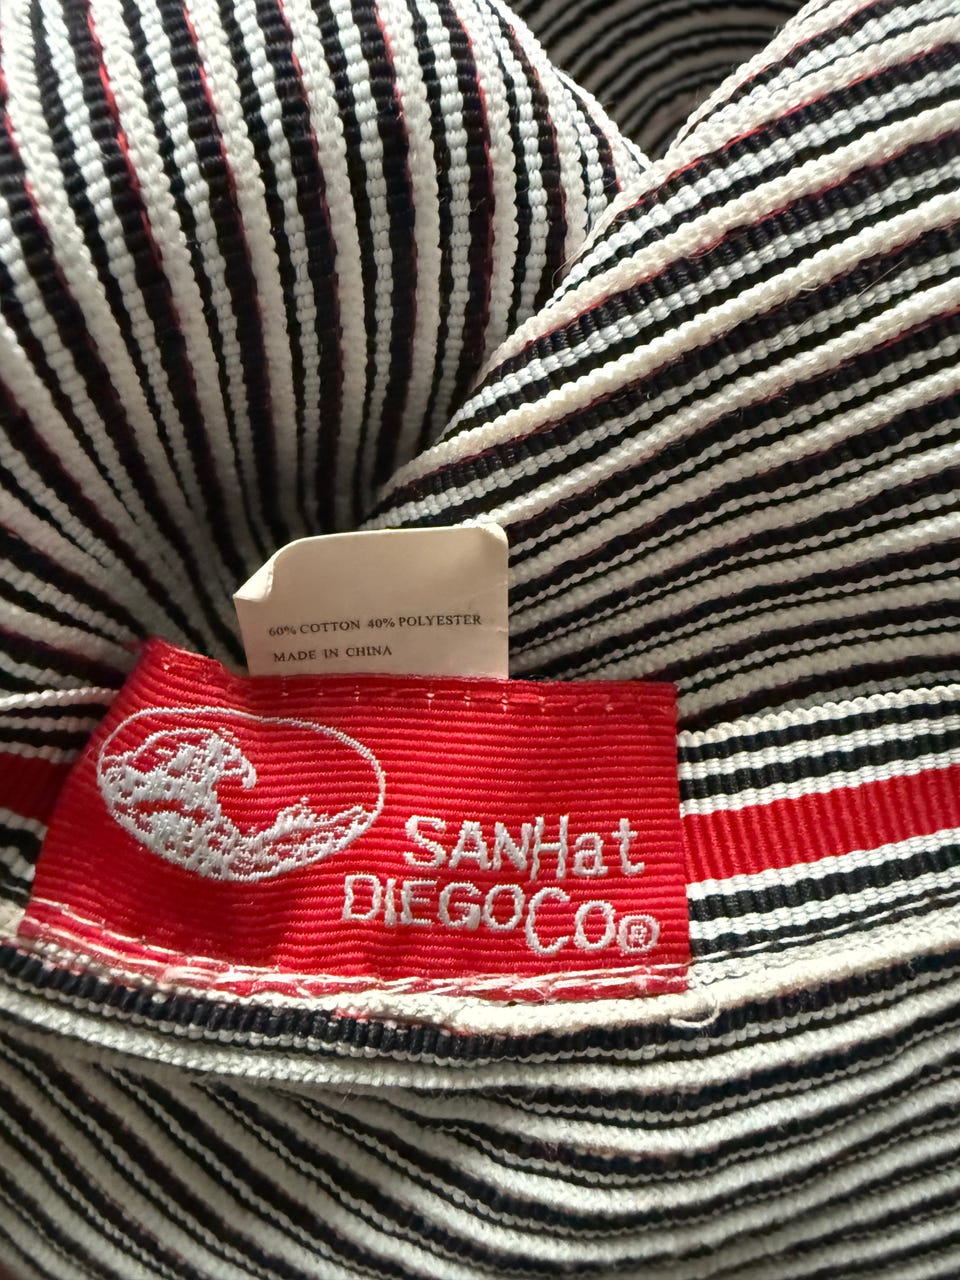 60% COTTON 40% POLYESTER
MADE IN CHINA
SANHat
DIEGOCO®